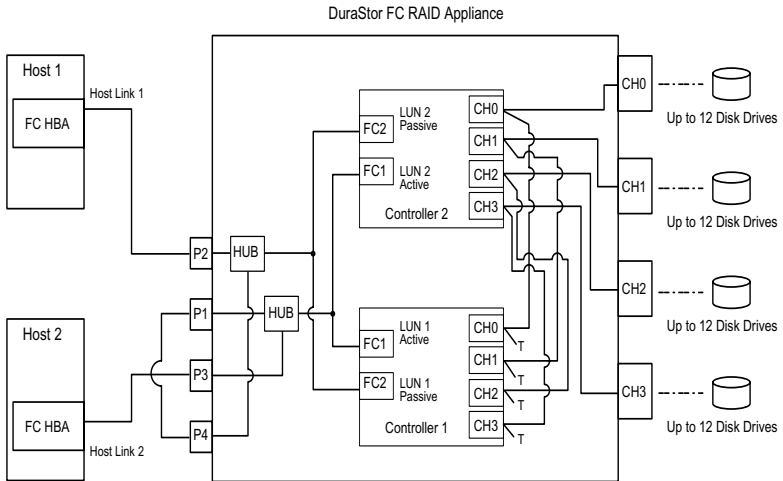 DuraStor FC RAID Appliance
Host 1
FC HBA
Host Link 1
Host 2
FC HBA
Host Link 2
P2
P1
P3
P4
HUB
HUB
FC2
LUN 2
Passive
FC1
LUN 2
Active
Controller 2
CH0
CH1
CH2
CH3
FC1
LUN 1
Active
FC2
LUN 1
Passive
Controller 1
CH0
CH1
CH2
CH3
T
T
T
T
CH0
Up to 12 Disk Drives
CH1
Up to 12 Disk Drives
CH2
Up to 12 Disk Drives
CH3
Up to 12 Disk Drives